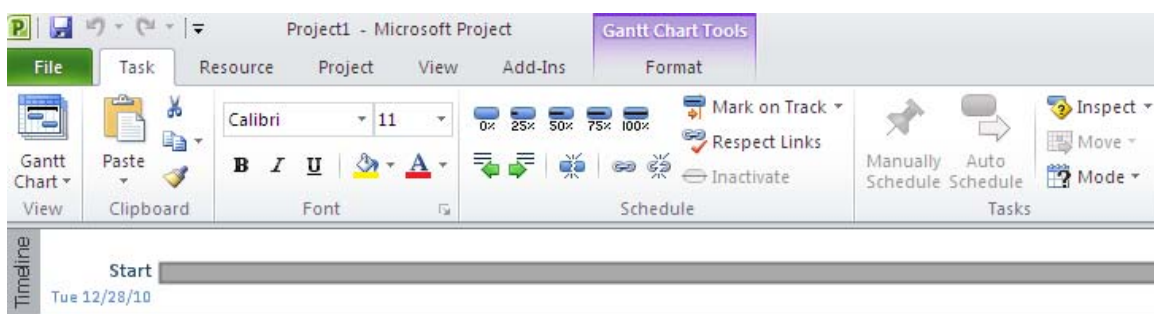 Project1 - Microsoft Project
Gantt Chart Tools
File Task Resource Project View Add-Ins Format
Gantt Chart
Paste
Calibri 11
0% 25% 50% 75% 100%
Mark on Track
Respect Links
Inactivate
B I U A
Manually Schedule
Auto Schedule
Inspect
Move
Mode
View Clipboard Font Schedule Tasks
Timeline
Start
Tue 12/28/10